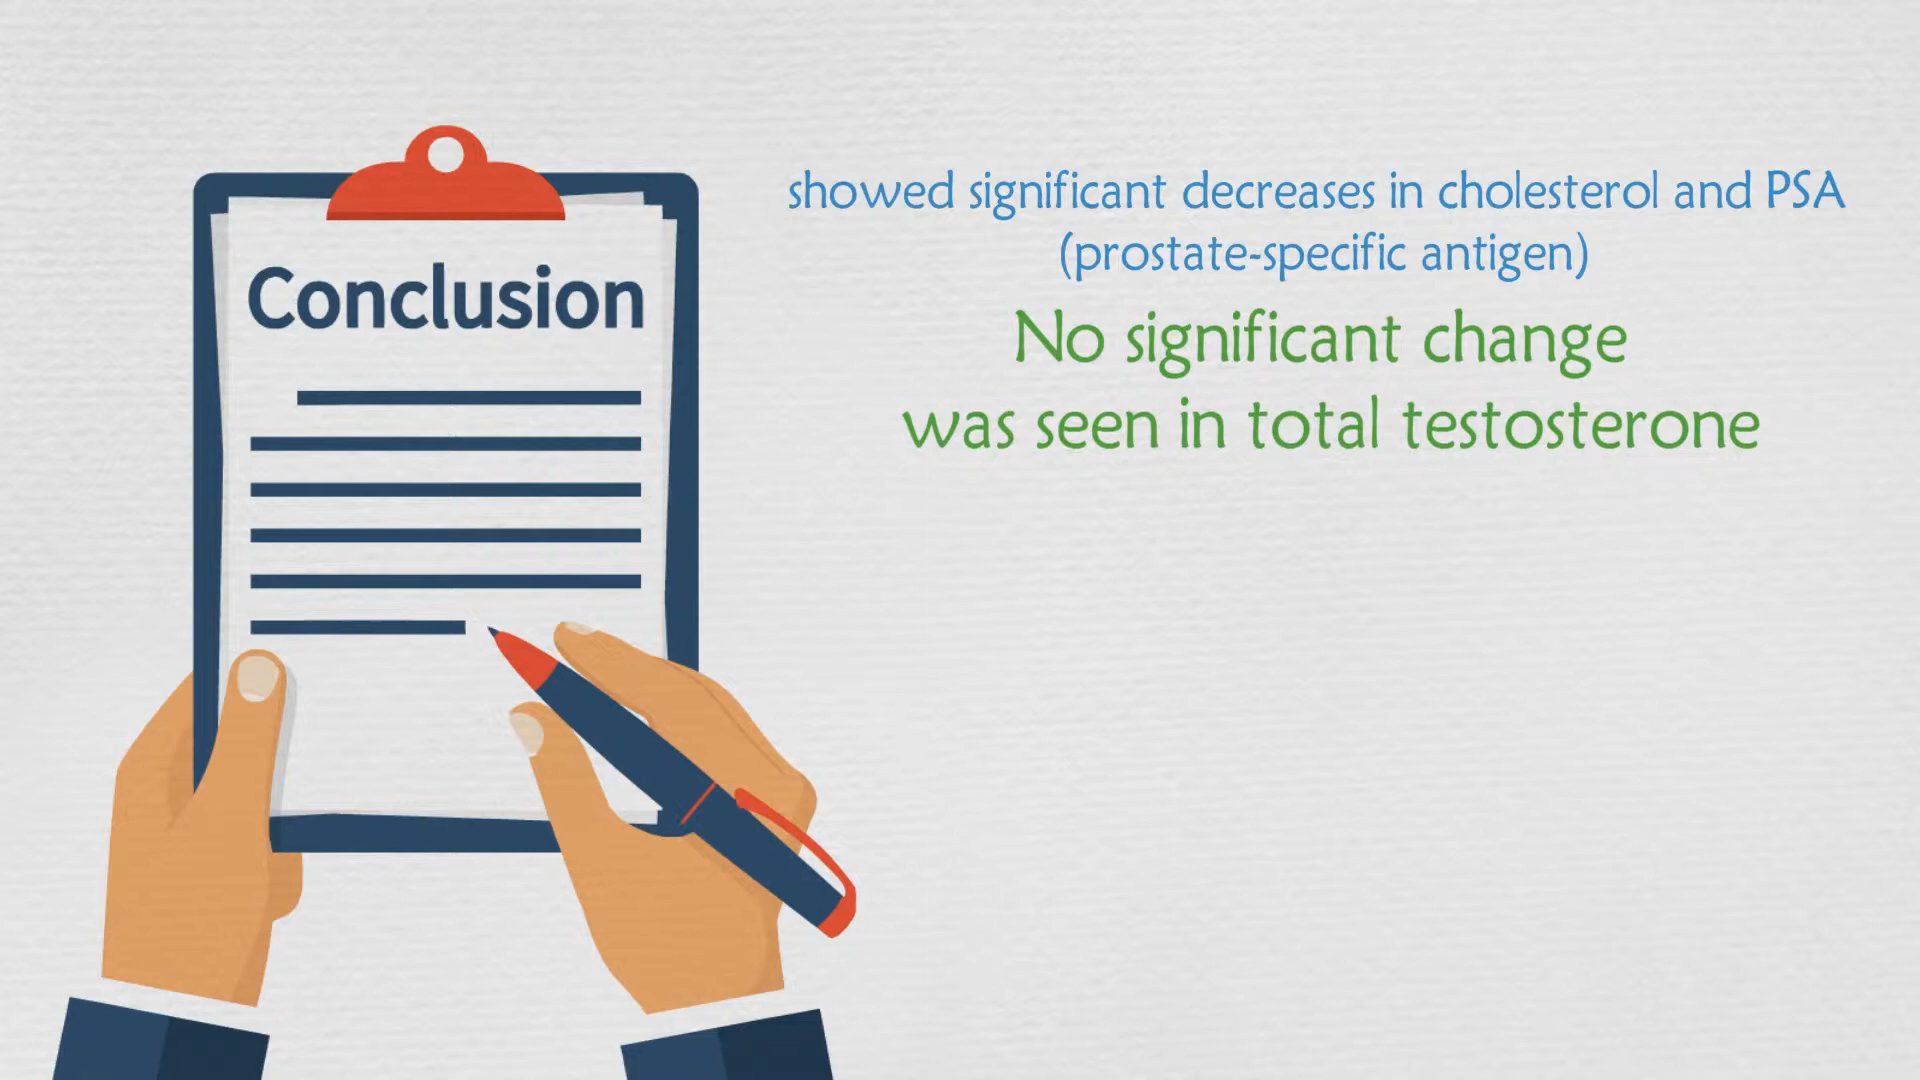 Conclusion
showed significant decreases in cholesterol and PSA
(prostate-specific antigen)
No significant change
was seen in total testosterone